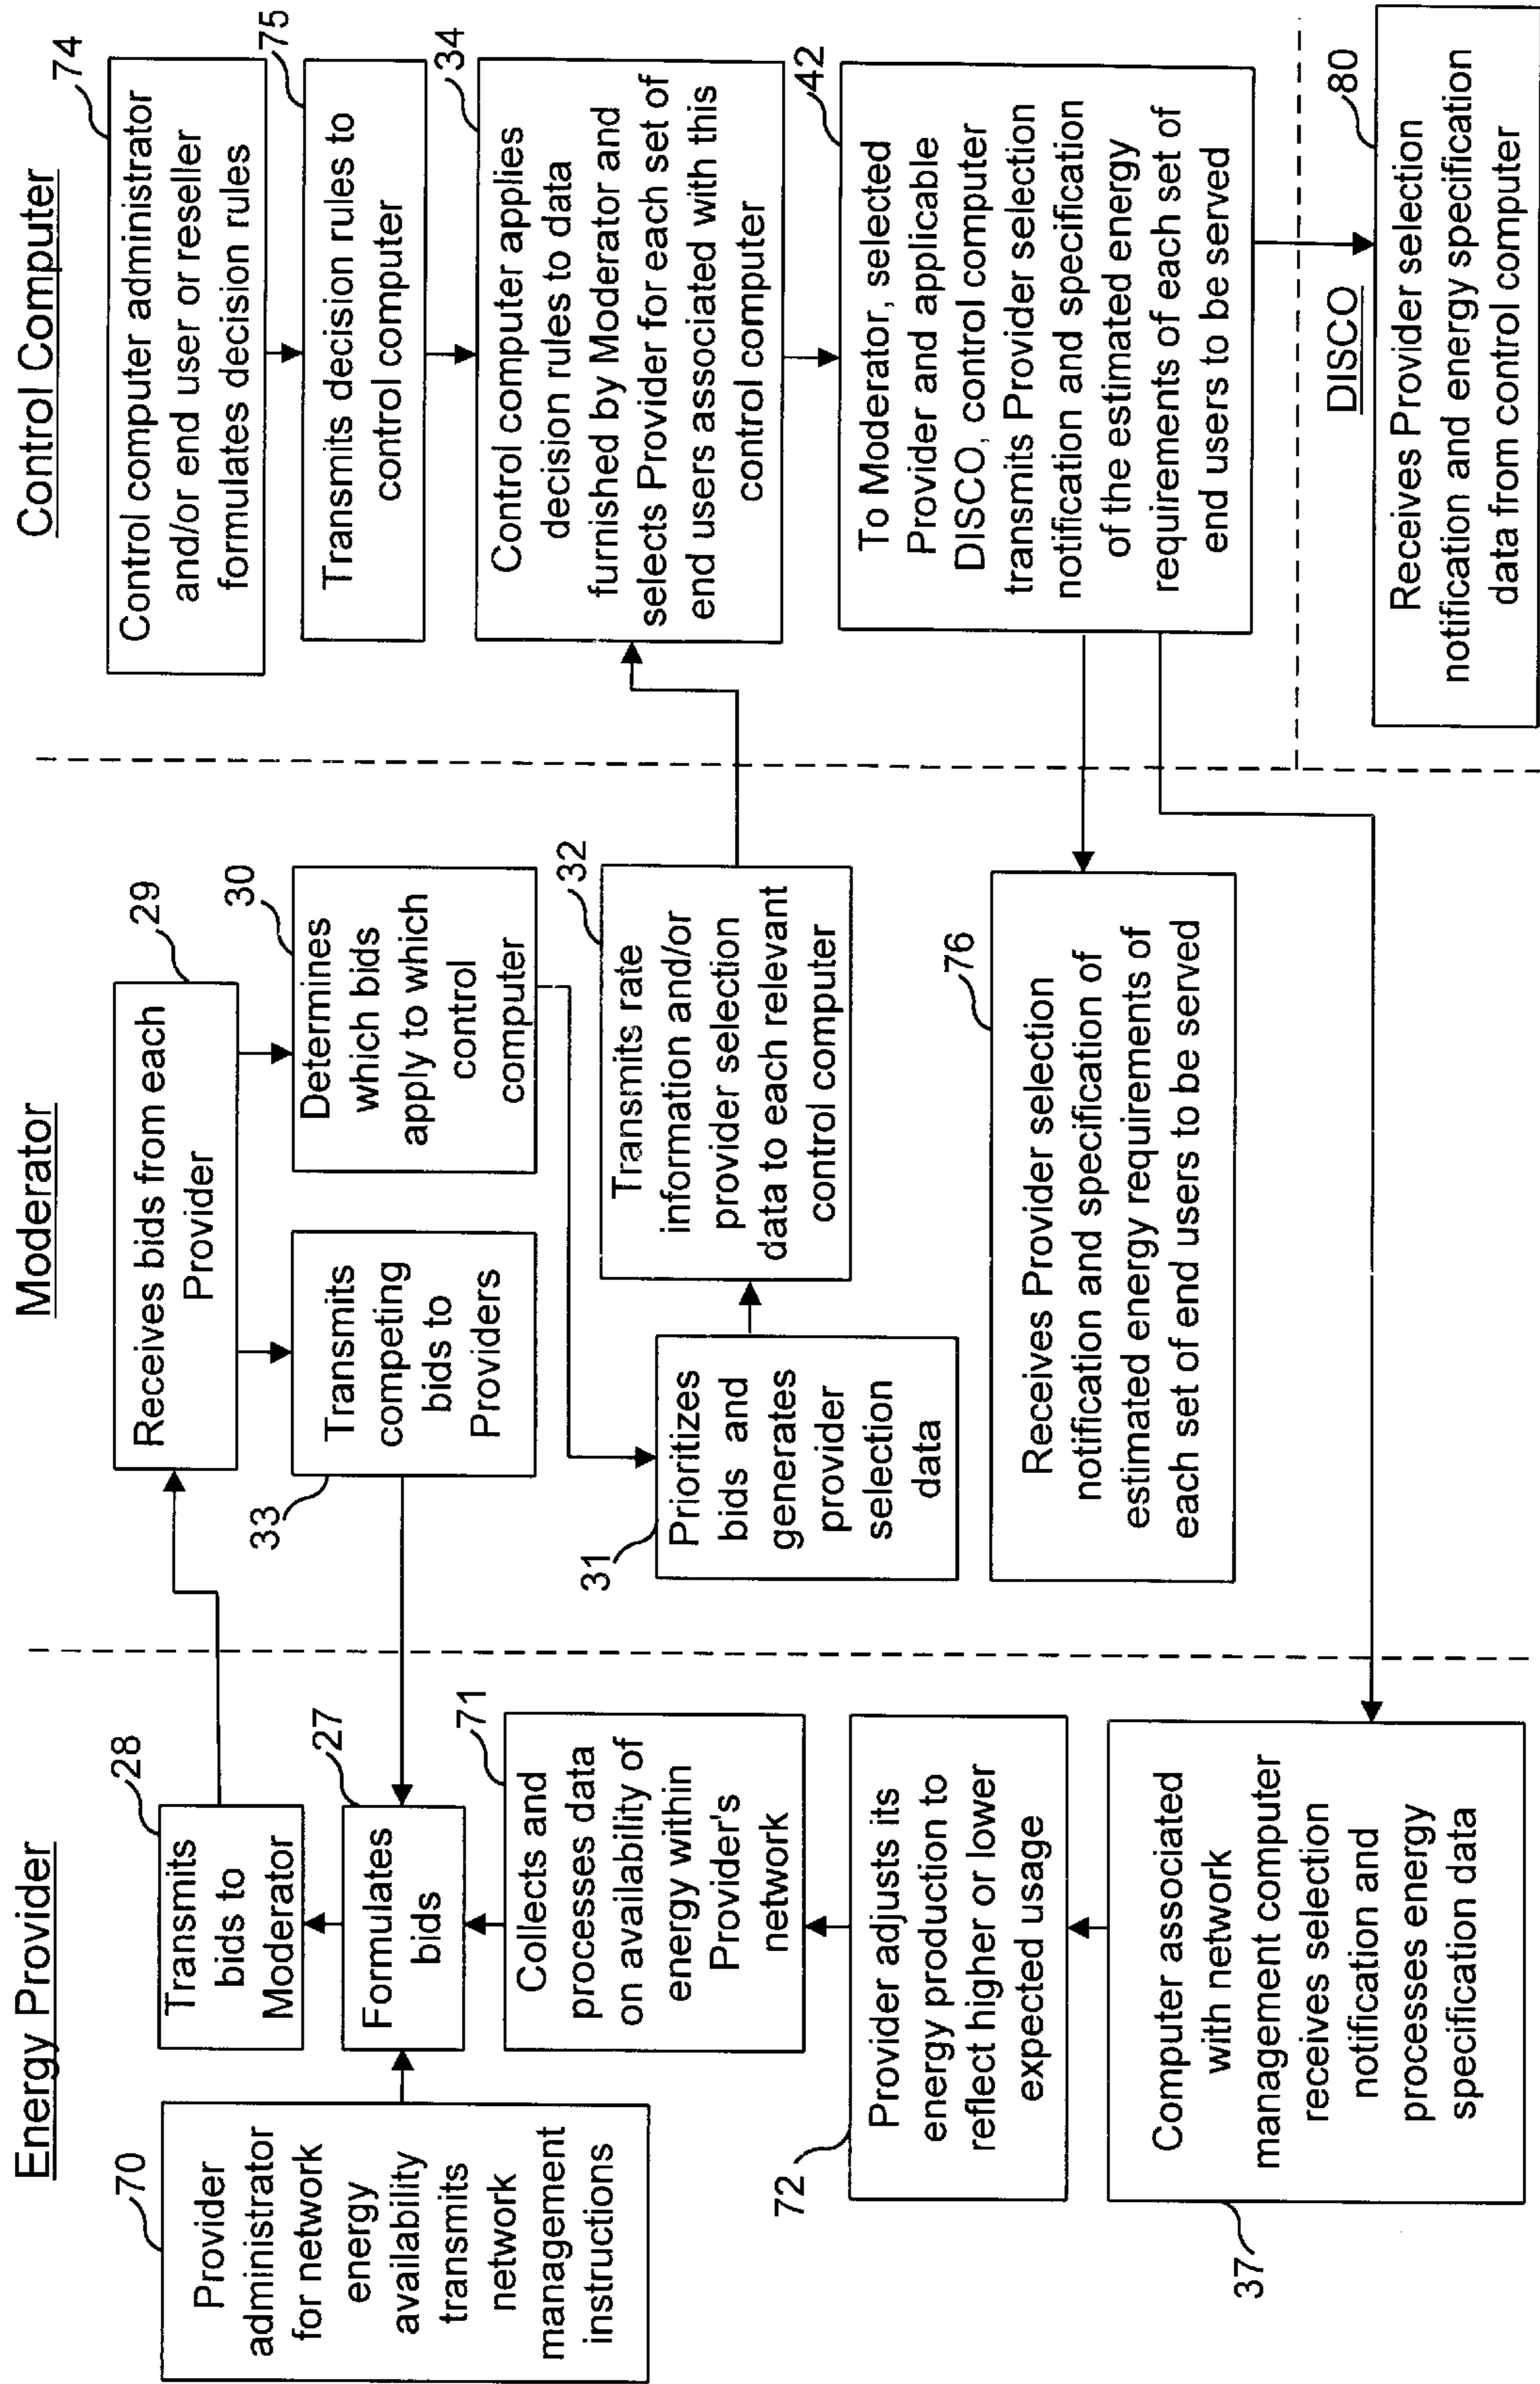 Energy Provider
70
Provider
administrator
for network
energy
availability
transmits
network
management
instructions
28
Transmits
bids to
Moderator
27
Formulates
bids
71
Collects and
processes data
on availability of
energy within
Provider's
network
72
Provider adjusts its
energy production to
reflect higher or lower
expected usage
37
Computer associated
with network
management computer
receives selection
notification and
processes energy
specification data
Moderator
29
Receives bids from each
Provider
33
Transmits
competing
bids to
Providers
30
Determines
which bids
apply to which
control
computer
31
Prioritizes
bids and
generates
provider
selection
data
32
Transmits rate
information and/or
provider selection
data to each relevant
control computer
76
Receives Provider selection
notification and specification of
estimated energy requirements of
each set of end users to be served
Control Computer
74
Control computer administrator
and/or end user or reseller
formulates decision rules
75
Transmits decision rules to
control computer
34
Control computer applies
decision rules to data
furnished by Moderator and
selects Provider for each set of
end users associated with this
control computer
42
To Moderator, selected
Provider and applicable
DISCO, control computer
transmits Provider selection
notification and specification
of the estimated energy
requirements of each set of
end users to be served
DISCO
80
Receives Provider selection
notification and energy specification
data from control computer